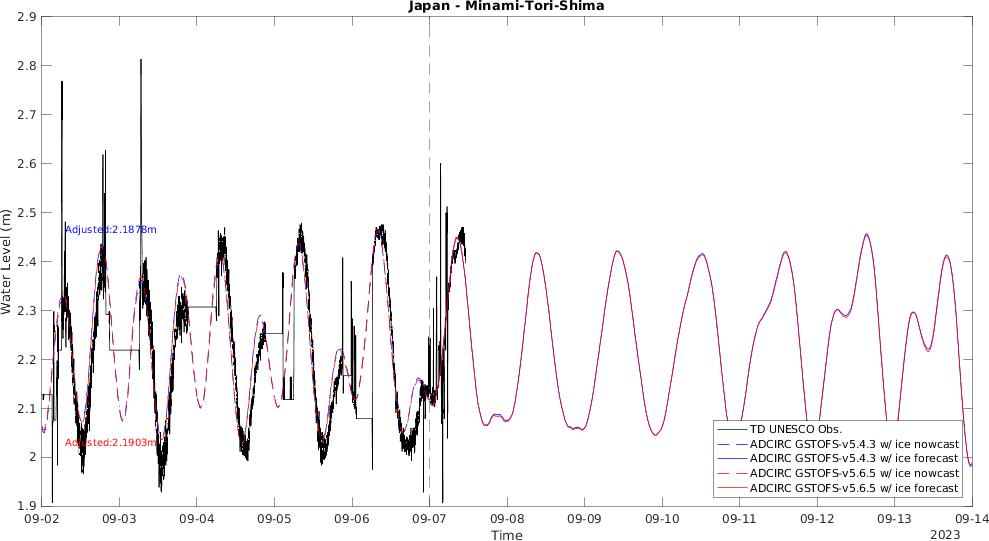 Japan - Minami-Tori-Shima
Water Level (m)
2.9
2.8
2.7
2.6
2.5
2.4
2.3
2.2
2.1
2
1.9
Adjusted:2.1878m
Adjusted:2.1903m
TD UNESCO Obs.
ADCIRC GSTOFS-v5.4.3 w/ ice nowcast
ADCIRC GSTOFS-v5.4.3 w/ ice forecast
ADCIRC GSTOFS-v5.6.5 w/ ice nowcast
ADCIRC GSTOFS-v5.6.5 w/ ice forecast
09-02 09-03 09-04 09-05 09-06 09-07 09-08 09-09 09-10 09-11 09-12 09-13 09-14
Time
2023